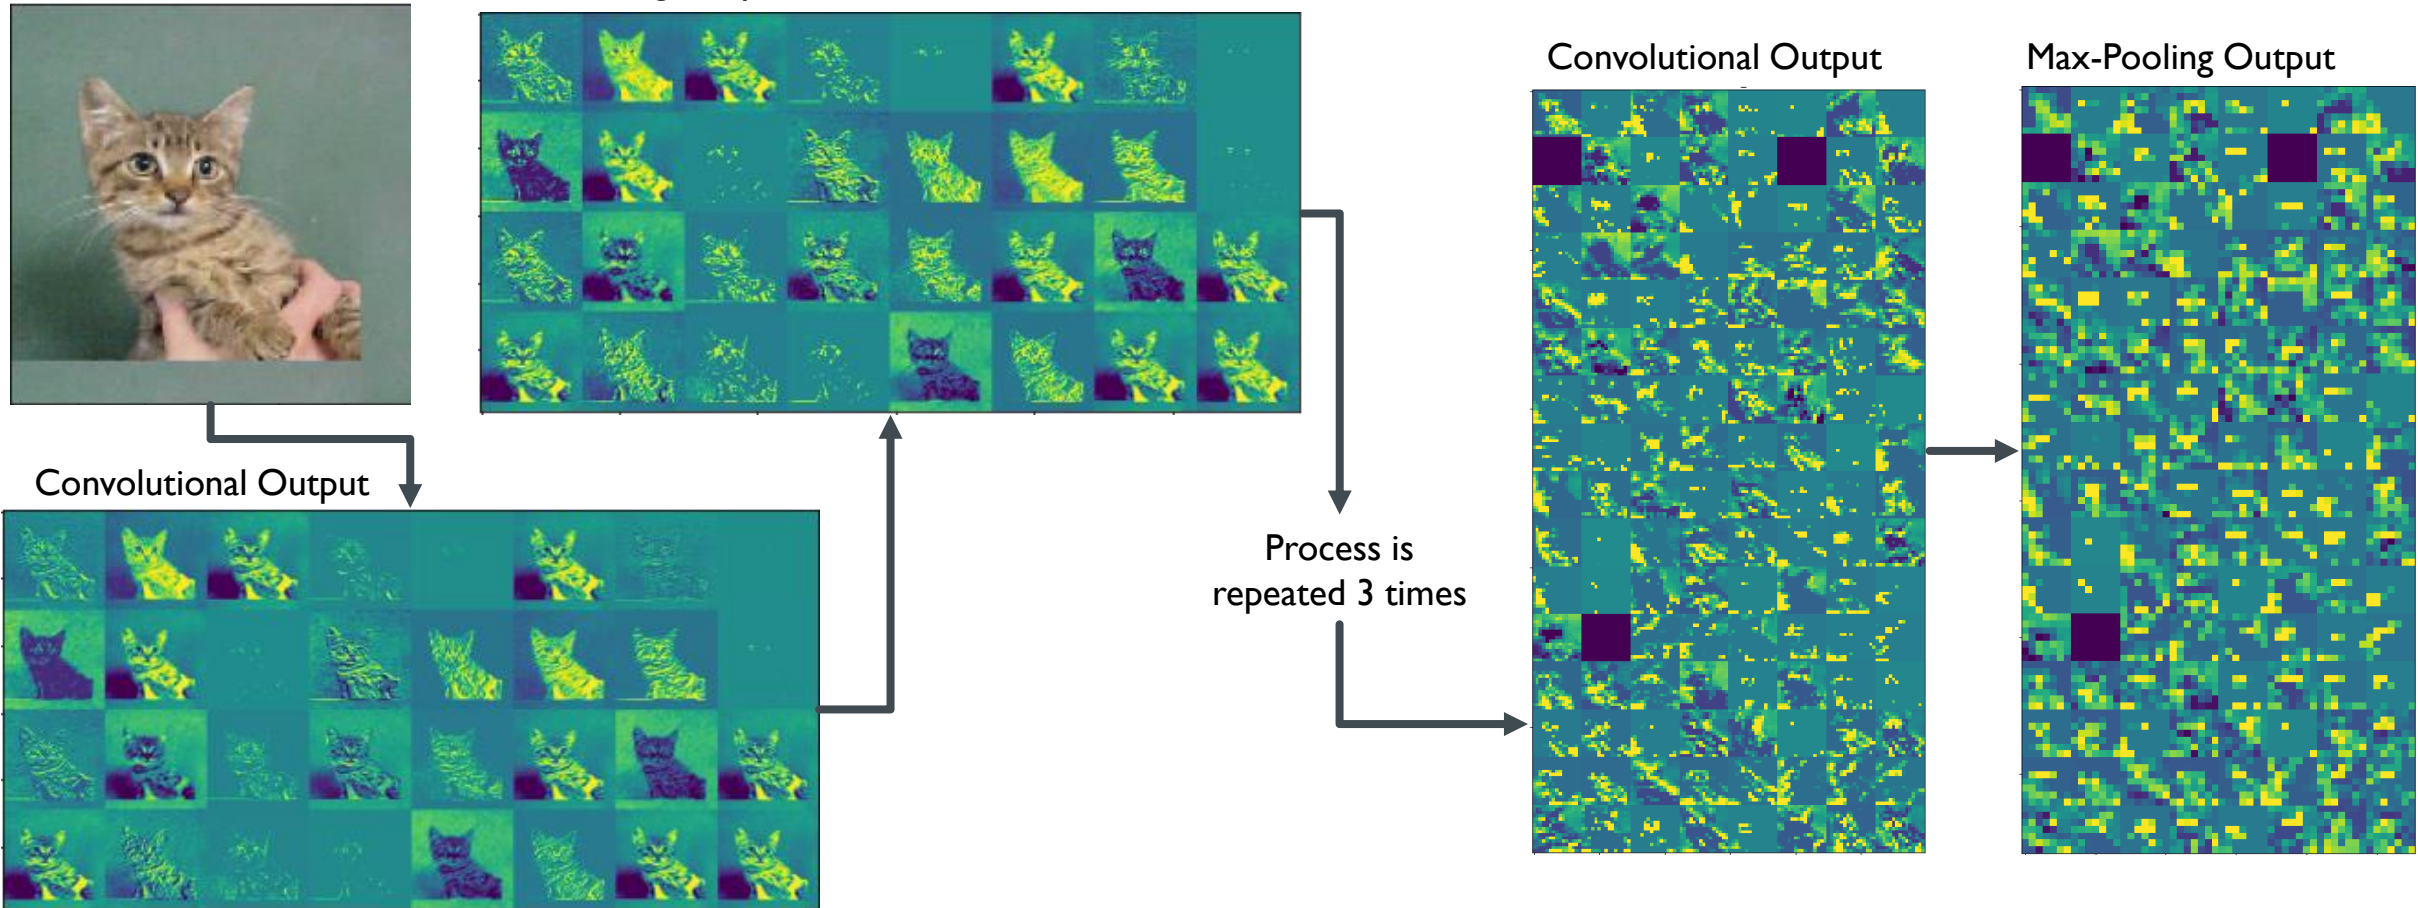 Convolutional Output
Process is
repeated 3 times
Convolutional Output
Max-Pooling Output